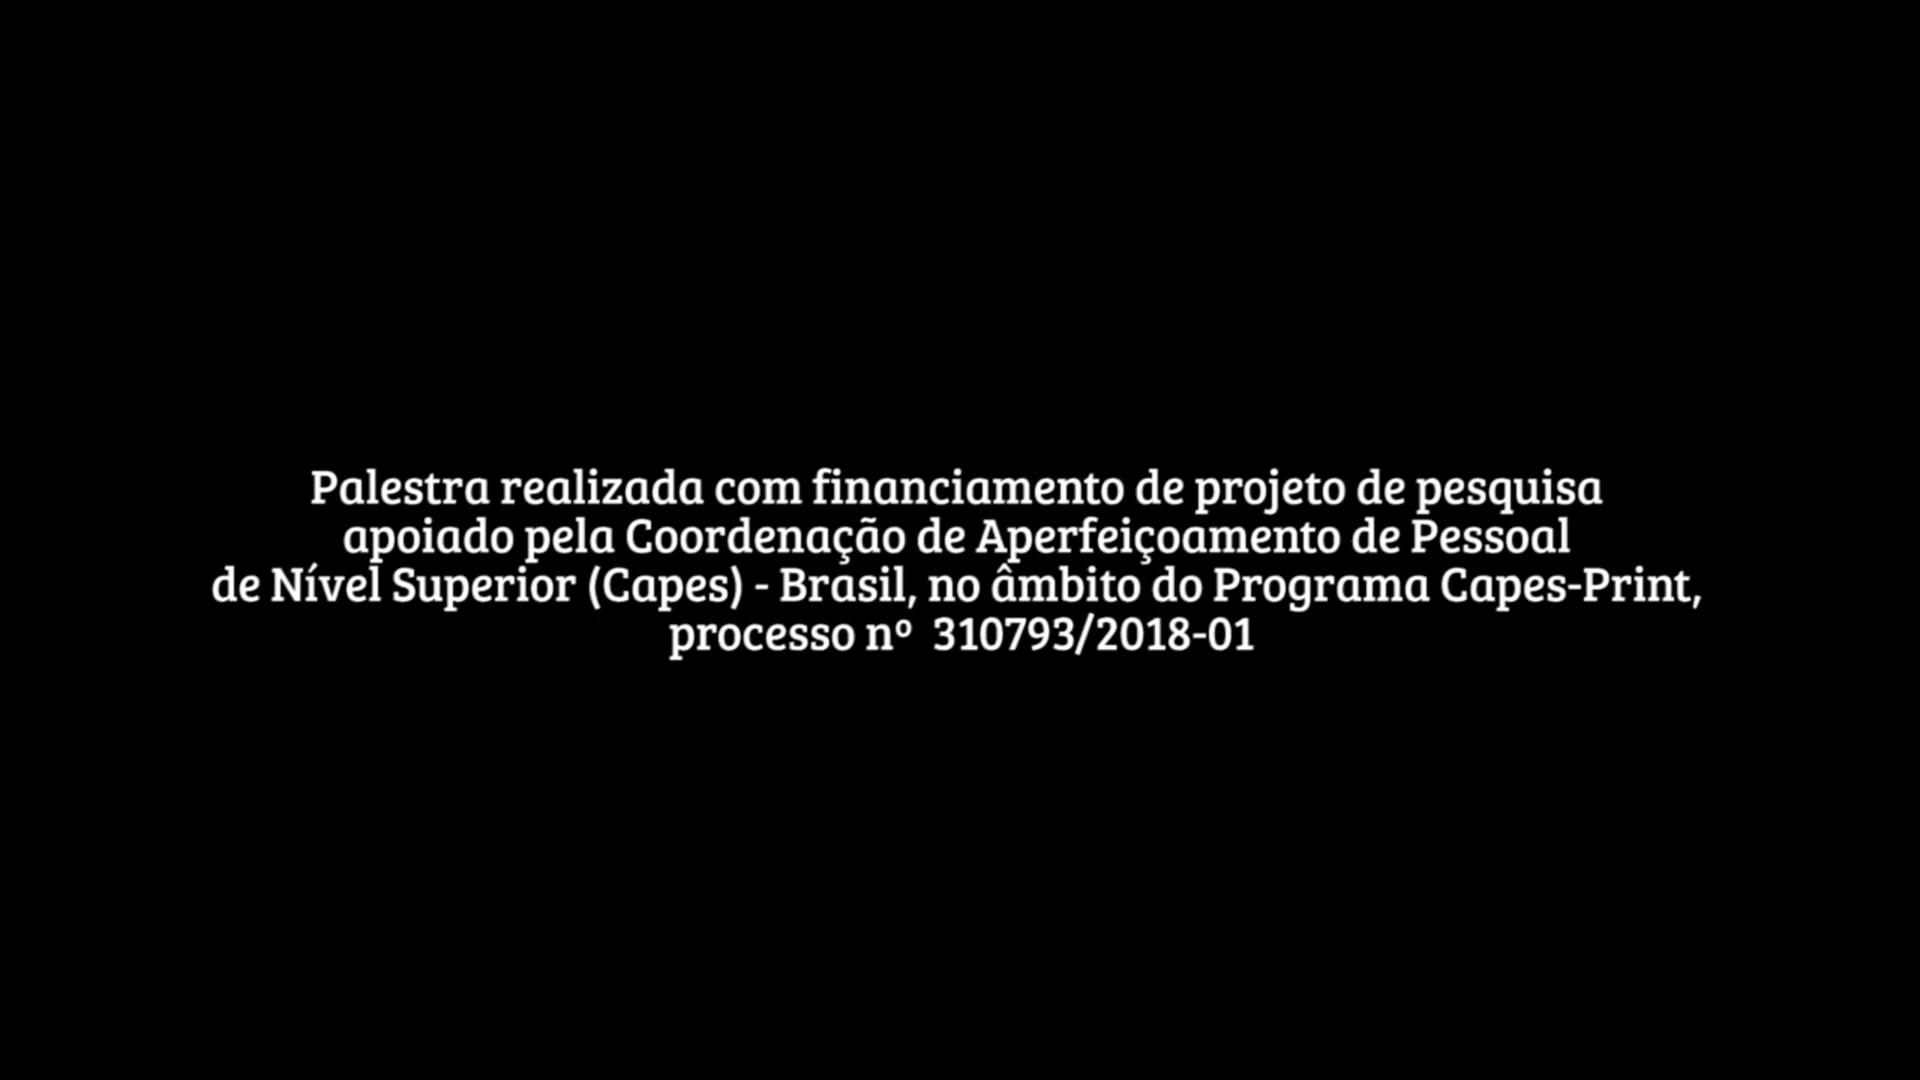 Palestra realizada com financiamento de projeto de pesquisa
apoiado pela Coordenação de Aperfeiçoamento de Pessoal
de Nível Superior (Capes) - Brasil, no âmbito do Programa Capes-Print,
processo nº 310793/2018-01